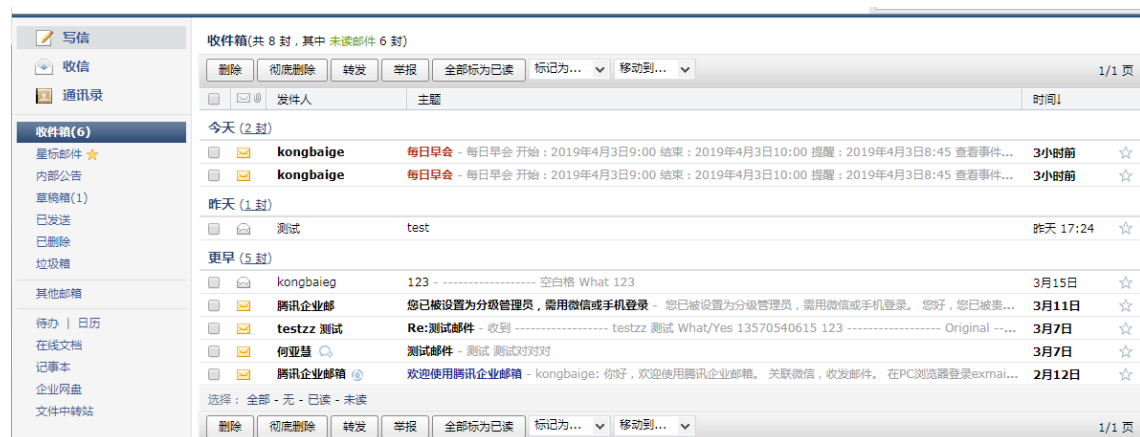 写信
收信
通讯录
收件箱(6)
星标邮件
内部公告
草稿箱(1)
已发送
已删除
垃圾箱
其他邮箱
待办 | 日历
在线文档
记事本
企业网盘
文件中转站
收件箱(共 8 封 , 其中 未读邮件 6 封)
删除 彻底删除 转发 举报 全部标为已读 标记为... 移动到... 1/1 页
发件人 主题 时间↓
今天 (2 封)
kongbaige 每日早会 - 每日早会 开始 : 2019年4月3日9:00 结束 : 2019年4月3日10:00 提醒 : 2019年4月3日8:45 查看事件... 3小时前
kongbaige 每日早会 - 每日早会 开始 : 2019年4月3日9:00 结束 : 2019年4月3日10:00 提醒 : 2019年4月3日8:45 查看事件... 3小时前
昨天 (1 封)
测试 test 昨天 17:24
更早 (5 封)
kongbaieg 123 - ------------------ 空白格 What 123 3月15日
腾讯企业邮 您已被设置为分级管理员 , 需用微信或手机登录 - 您已被设置为分级管理员 , 需用微信或手机登录。 您好 , 您已被贵... 3月11日
testzz 测试 Re:测试邮件 - 收到 ------------------ testzz 测试 What/Yes 13570540615 123 ------------------ Original --... 3月7日
何亚慧 测试邮件 - 测试 测试对对对 3月7日
腾讯企业邮箱 欢迎使用腾讯企业邮箱 - kongbaige: 你好 , 欢迎使用腾讯企业邮箱。 关联微信 , 收发邮件。 在PC浏览器登录exmai... 2月12日
选择 : 全部 - 无 - 已读 - 未读
删除 彻底删除 转发 举报 全部标为已读 标记为... 移动到... 1/1 页